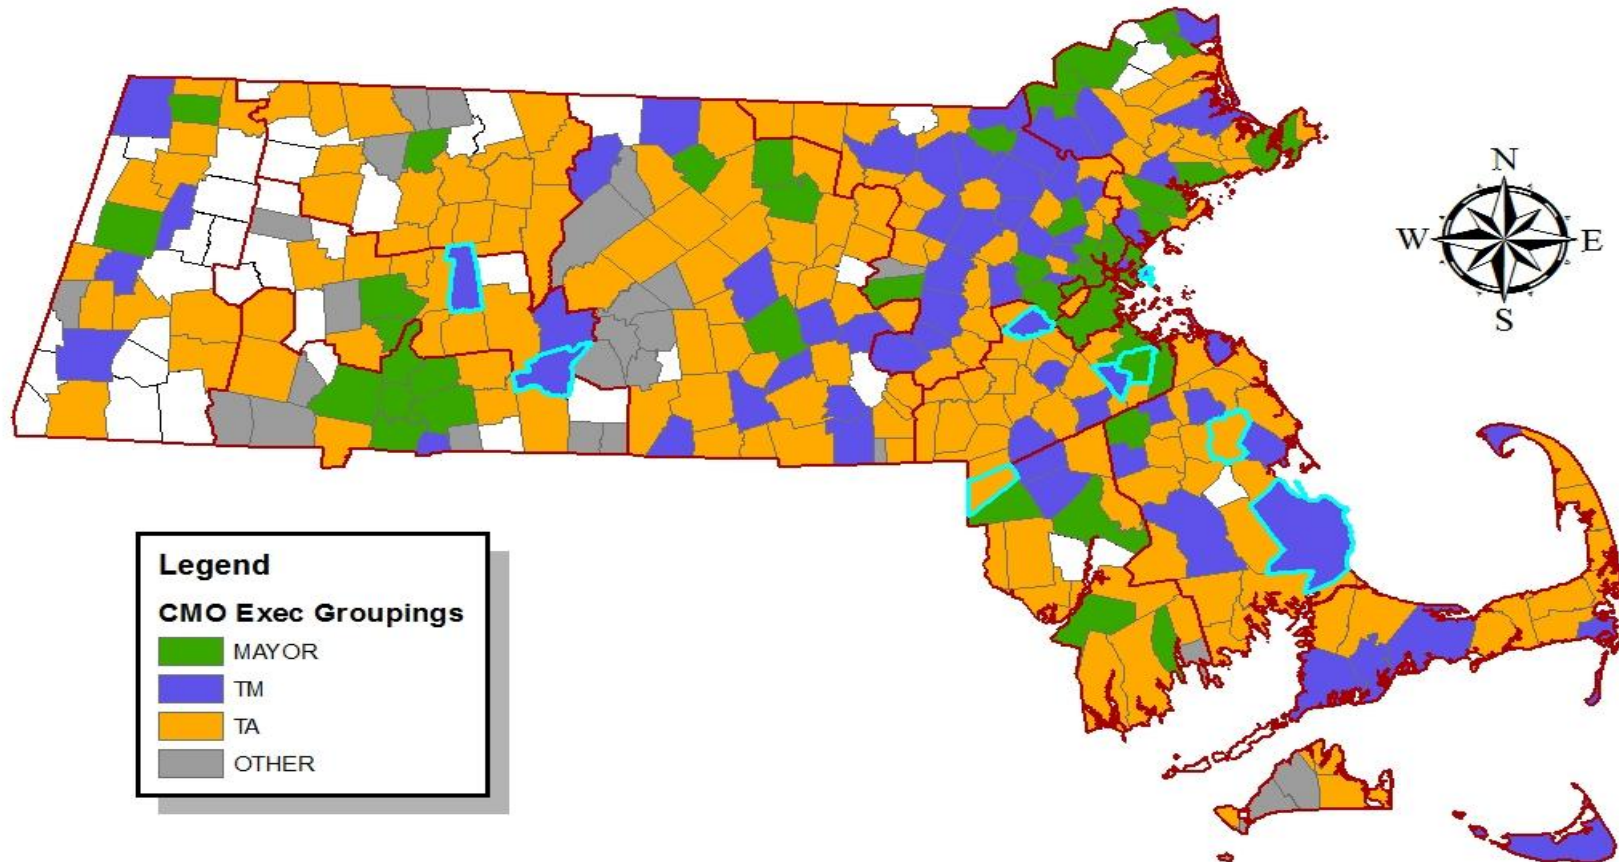 N
W E
S
Legend
CMO Exec Groupings
MAYOR
TM
TA
OTHER